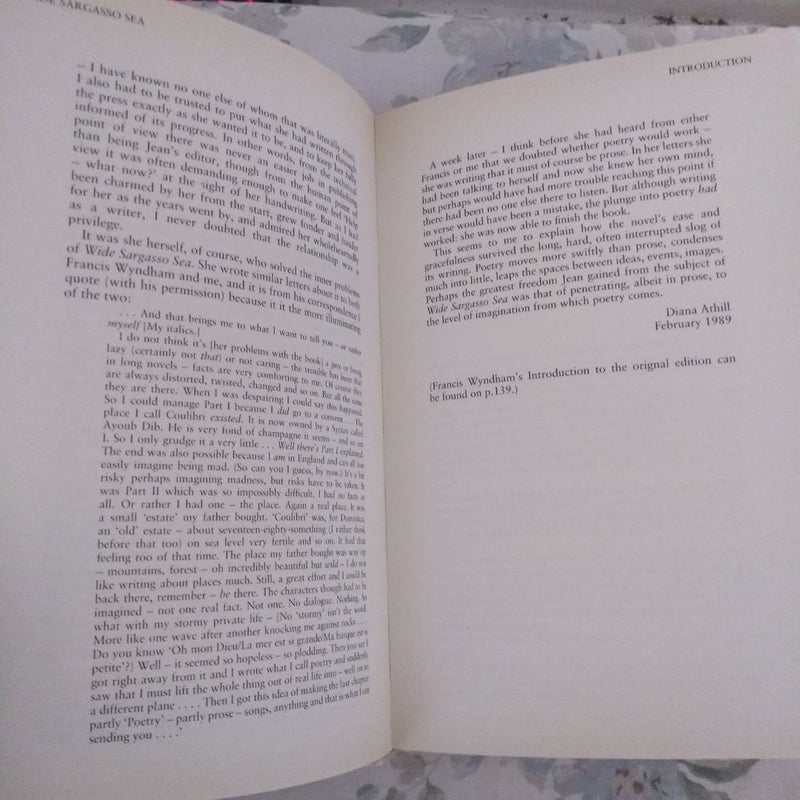 WIDE SARGASSO SEA
– I have known no one else of whom that was literally true.
I also had to be trusted to put what she had written through
the press exactly as she wanted it to be, and to keep her fully
informed of its progress. In other words, from the technical
point of view there was never an easier job in publishing
than being Jean's editor, though from the human point of
view it was often demanding enough to make one feel 'Help
– what now?' at the sight of her handwriting. But as I had
been charmed by her from the start, grew fonder and fonder
for her as the years went by, and admired her wholeheartedly
as a writer, I never doubted that the relationship was a
privilege.
It was she herself, of course, who solved the inner problems
of Wide Sargasso Sea. She wrote similar letters about it to both
Francis Wyndham and me, and it is from his correspondence I
quote (with his permission) because it it the more illuminating
of the two:
. . . And that brings me to what I want to tell you – or rather
myself [My italics.]
I do not think it's [her problems with the book] a pose or being
lazy (certainly not that) or not caring – the trouble has been that
in long novels – facts are very comforting to me. Of course they
are always distorted, twisted, changed and so on. But all the same
they are there. When I was despairing I could say this happened.
So I could manage Part I because I did go to a convent . . . The
place I call Coulibri existed. It is now owned by a Syrian called
Ayoub Dib. He is very fond of champagne it seems – and so am
I. So I only grudge it a very little . . . Well there's Part I explained.
The end was also possible because I am in England and can all too
easily imagine being mad. (So can you I guess, by now.) It's a bit
risky perhaps imagining madness, but risks have to be taken. It
was Part II which was so impossibly difficult. I had no facts at
all. Or rather I had one – the place. Again a real place. It was
a small 'estate' my father bought. 'Coulibri' was, for Dominica,
an 'old' estate – about seventeen-eighty-something (I rather think
before that too) on sea level very fertile and so on. It had that
feeling too of that time. The place my father bought was way up
– mountains, forest – oh incredibly beautiful but wild – I do not
like writing about places much. Still, a great effort and I could be
back there, remember – be there. The characters though had to be
imagined – not one real fact. Not one. No dialogue. Nothing. So
what with my stormy private life – (No 'stormy' isn't the word.
More like one wave after another knocking me against rocks . . . .
Do you know 'Oh mon Dieu/La mer est si grande/Ma barque est si
petite'?) Well – it seemed so hopeless – so plodding. Then you see I
got right away from it and I wrote what I call poetry and suddenly
saw that I must lift the whole thing out of real life into – well on to
a different plane . . . . Then I got this idea of making the last chapter
partly 'Poetry' – partly prose – songs, anything and that is what I am
sending you . . . .'
INTRODUCTION
A week later – I think before she had heard from either
Francis or me that we doubted whether poetry would work –
she was writing that it must of course be prose. In her letters she
had been talking to herself and now she knew her own mind,
but perhaps would have had more trouble reaching this point if
there had been no one else there to listen. But although writing
in verse would have been a mistake, the plunge into poetry had
worked: she was now able to finish the book.
This seems to me to explain how the novel's ease and
gracefulness survived the long, hard, often interrupted slog of
its writing. Poetry moves more swiftly than prose, condenses
much into little, leaps the spaces between ideas, events, images.
Perhaps the greatest freedom Jean gained from the subject of
Wide Sargasso Sea was that of penetrating, albeit in prose, to
the level of imagination from which poetry comes.
Diana Athill
February 1989
(Francis Wyndham's Introduction to the orignal edition can
be found on p.139.)